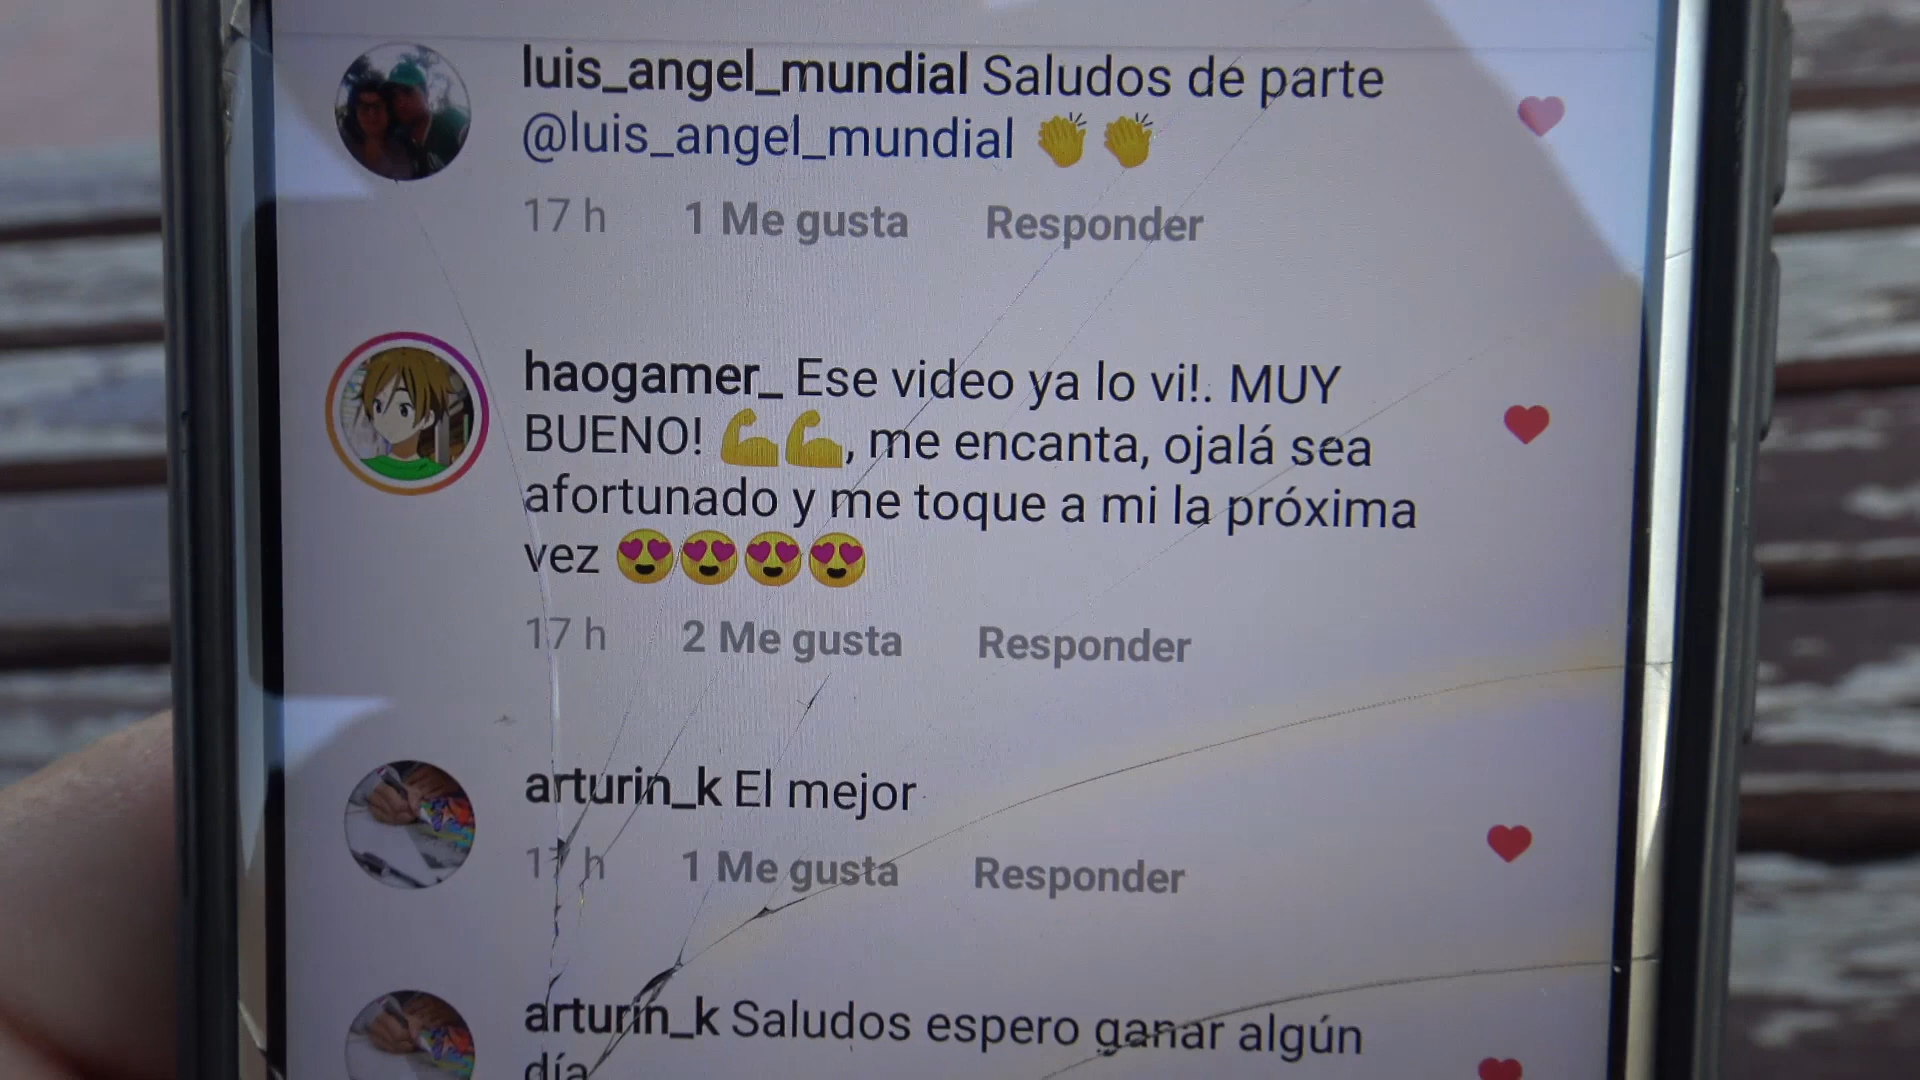 luis_angel_mundial Saludos de parte
@luis_angel_mundial 👏 👏
17 h 1 Me gusta Responder
haogamer_ Ese video ya lo vi!. MUY
BUENO! 💪💪, me encanta, ojalá sea
afortunado y me toque a mi la próxima
vez 😍😍😍😍
17 h 2 Me gusta Responder
arturin_k El mejor
17 h 1 Me gusta Responder
arturin_k Saludos espero ganar algún
día